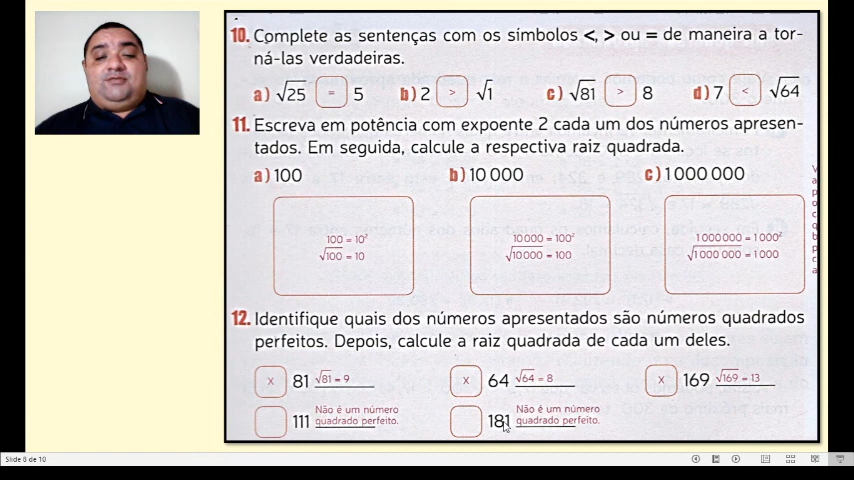 10. Complete as sentenças com os símbolos <, > ou = de maneira a tor-
ná-las verdadeiras.
a) √25 = 5 b) 2 > √1 c) √81 > 8 d) 7 < √64
11. Escreva em potência com expoente 2 cada um dos números apresen-
tados. Em seguida, calcule a respectiva raiz quadrada.
a) 100 b) 10 000 c) 1 000 000
100 = 10² 10 000 = 100² 1 000 000 = 1 000²
√100 = 10 √10 000 = 100 √1 000 000 = 1 000
12. Identifique quais dos números apresentados são números quadrados
perfeitos. Depois, calcule a raiz quadrada de cada um deles.
x 81 √81 = 9 x 64 √64 = 8 x 169 √169 = 13
111 Não é um número quadrado perfeito. 181 Não é um número quadrado perfeito.
Slide 8 de 10